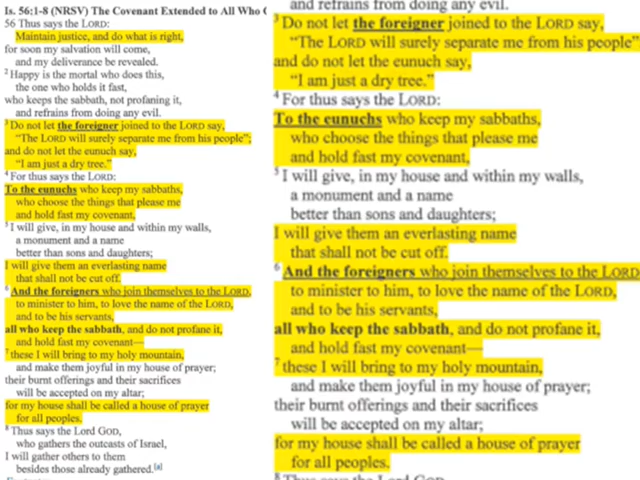 Is. 56:1-8 (NRSV) The Covenant Extended to All Who
56 Thus says the LORD:
Maintain justice, and do what is right,
for soon my salvation will come,
and my deliverance be revealed.
2 Happy is the mortal who does this,
the one who holds it fast,
who keeps the sabbath, not profaning it,
and refrains from doing any evil.
3 Do not let the foreigner joined to the LORD say,
“The LORD will surely separate me from his people”;
and do not let the eunuch say,
“I am just a dry tree.”
4 For thus says the LORD:
To the eunuchs who keep my sabbaths,
who choose the things that please me
and hold fast my covenant,
5 I will give, in my house and within my walls,
a monument and a name
better than sons and daughters;
I will give them an everlasting name
that shall not be cut off.
6 And the foreigners who join themselves to the LORD,
to minister to him, to love the name of the LORD,
and to be his servants,
all who keep the sabbath, and do not profane it,
and hold fast my covenant—
7 these I will bring to my holy mountain,
and make them joyful in my house of prayer;
their burnt offerings and their sacrifices
will be accepted on my altar;
for my house shall be called a house of prayer
for all peoples.
8 Thus says the Lord GOD,
who gathers the outcasts of Israel,
I will gather others to them
besides those already gathered.[a]
and refrains from doing any evil.
3 Do not let the foreigner joined to the LORD say,
“The LORD will surely separate me from his people”
and do not let the eunuch say,
“I am just a dry tree.”
4 For thus says the LORD:
To the eunuchs who keep my sabbaths,
who choose the things that please me
and hold fast my covenant,
5 I will give, in my house and within my walls,
a monument and a name
better than sons and daughters;
I will give them an everlasting name
that shall not be cut off.
6 And the foreigners who join themselves to the LORD
to minister to him, to love the name of the LORD,
and to be his servants,
all who keep the sabbath, and do not profane it,
and hold fast my covenant—
7 these I will bring to my holy mountain,
and make them joyful in my house of prayer;
their burnt offerings and their sacrifices
will be accepted on my altar;
for my house shall be called a house of prayer
for all peoples.
8 Thus says the Lord GOD